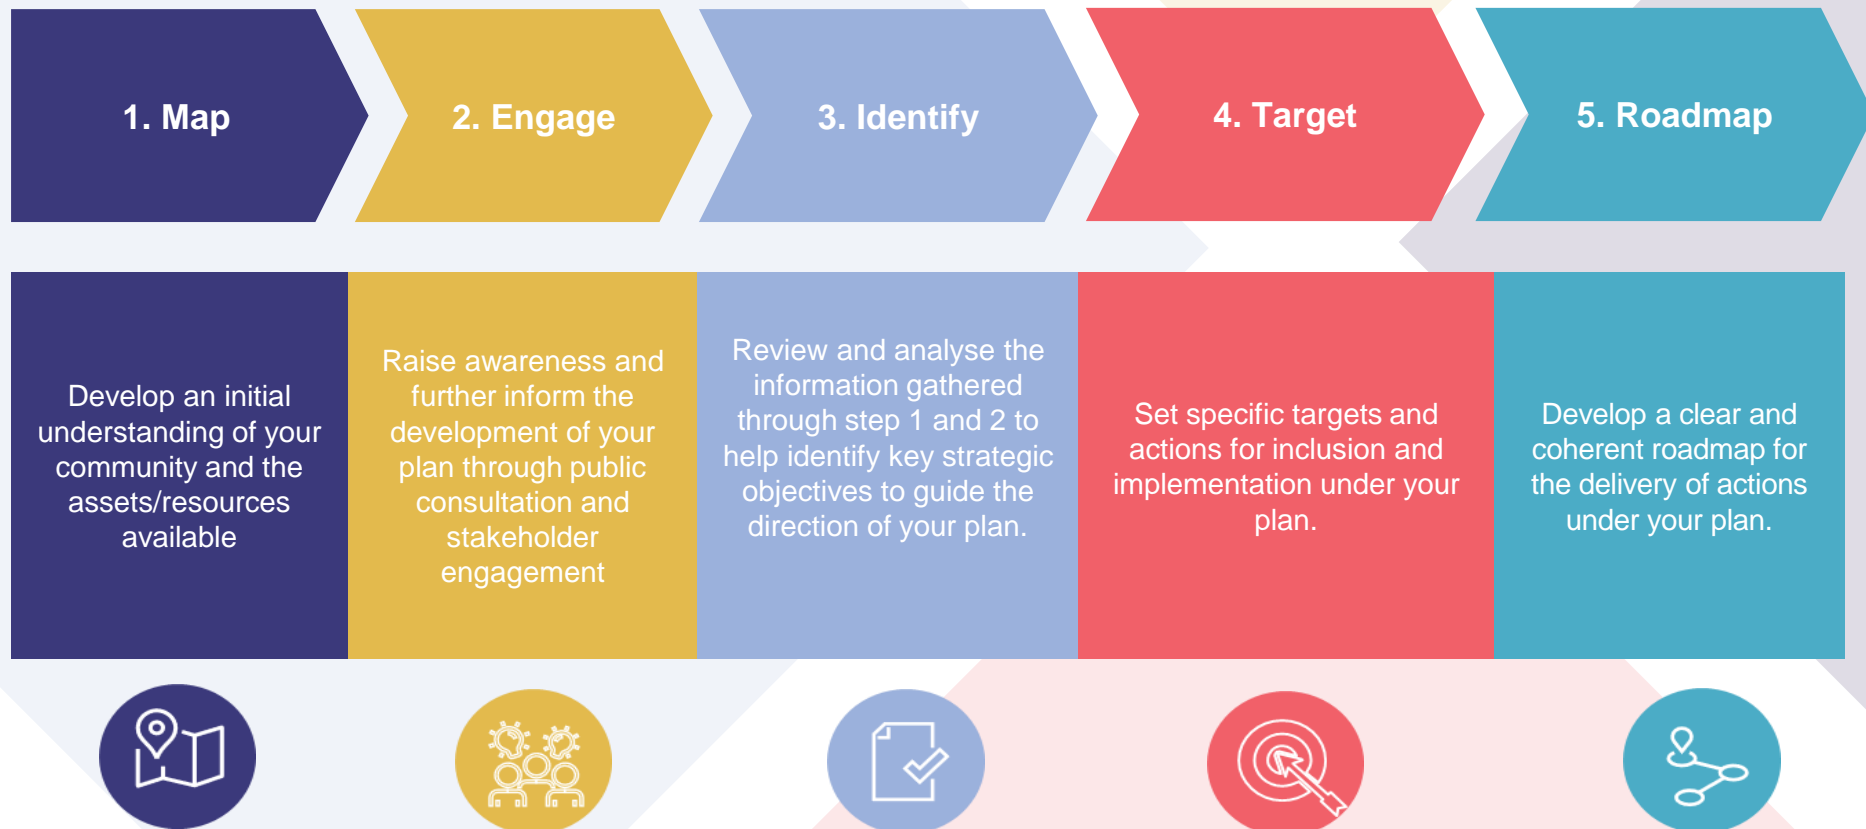 1. Map
2. Engage
3. Identify
4. Target
5. Roadmap
Develop an initial
understanding of your
community and the
assets/resources
available
Raise awareness and
further inform the
development of your
plan through public
consultation and
stakeholder
engagement
Review and analyse the
information gathered
through step 1 and 2 to
help identify key strategic
objectives to guide the
direction of your plan.
Set specific targets and
actions for inclusion and
implementation under your
plan.
Develop a clear and
coherent roadmap for
the delivery of actions
under your plan.